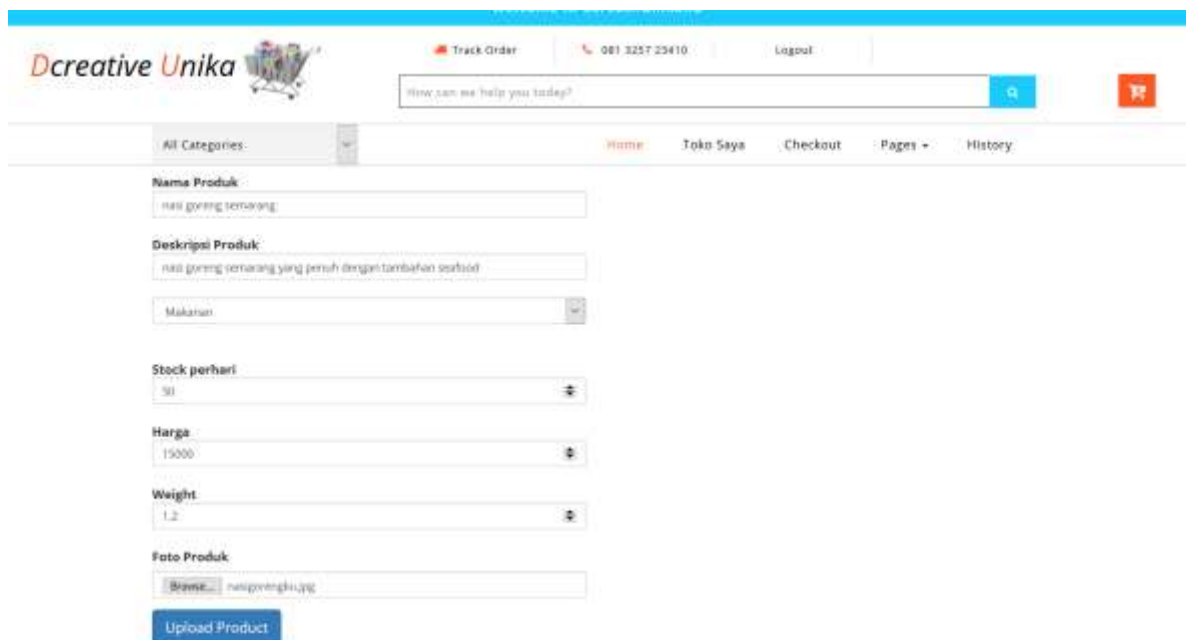 Dcreative Unika
Track Order
081 3257 23410
Logout
How can we help you today?
All Categories
Home
Toko Saya
Checkout
Pages
History
Nama Produk
nasi goreng semarang
Deskripsi Produk
nasi goreng semarang yang penuh dengan tambahan seafood
Makanan
Stock perhari
50
Harga
15000
Weight
1,2
Foto Produk
Browse... nasigorengku.jpg
Upload Product